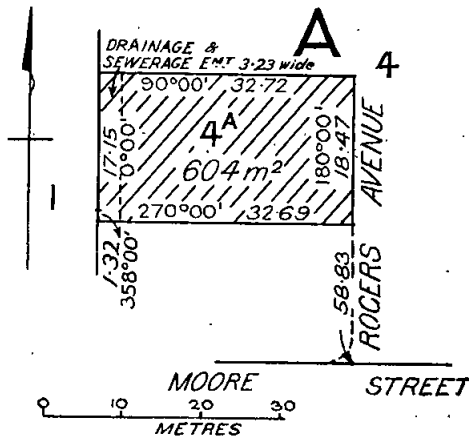 A
4
DRAINAGE &
SEWERAGE EMT 3·23 wide
90°00' 32·72
4A
604 m²
17·15
0°00'
180°00'
18·47
270°00' 32·69
1
1·32
358°00'
58·83
ROGERS AVENUE
MOORE STREET
0 10 20 30
METRES